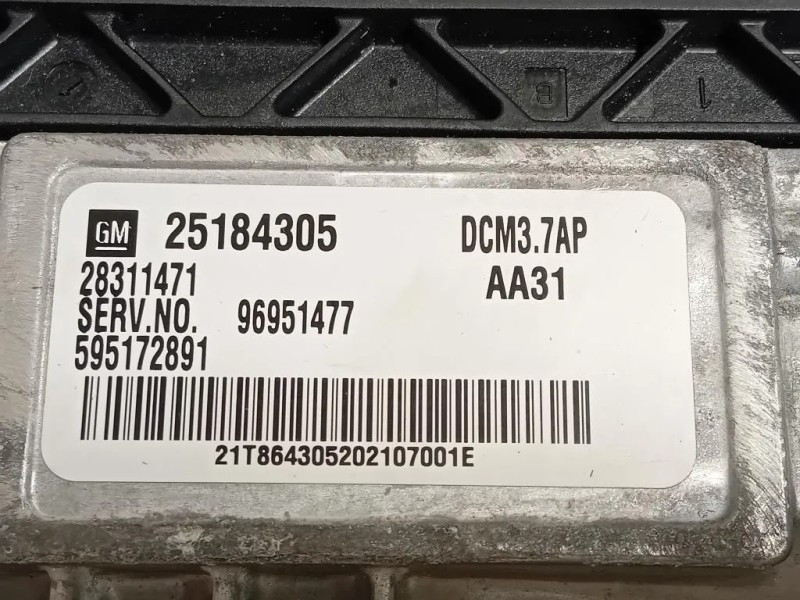 GM 25184305 DCM3.7AP
28311471 AA31
SERV.NO. 96951477
595172891
21T864305202107001E